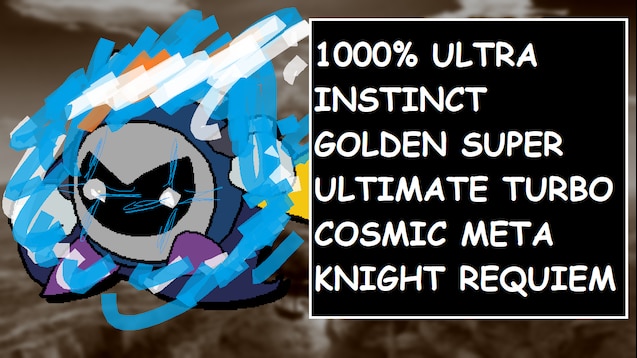 1000% ULTRA
INSTINCT
GOLDEN SUPER
ULTIMATE TURBO
COSMIC META
KNIGHT REQUIEM